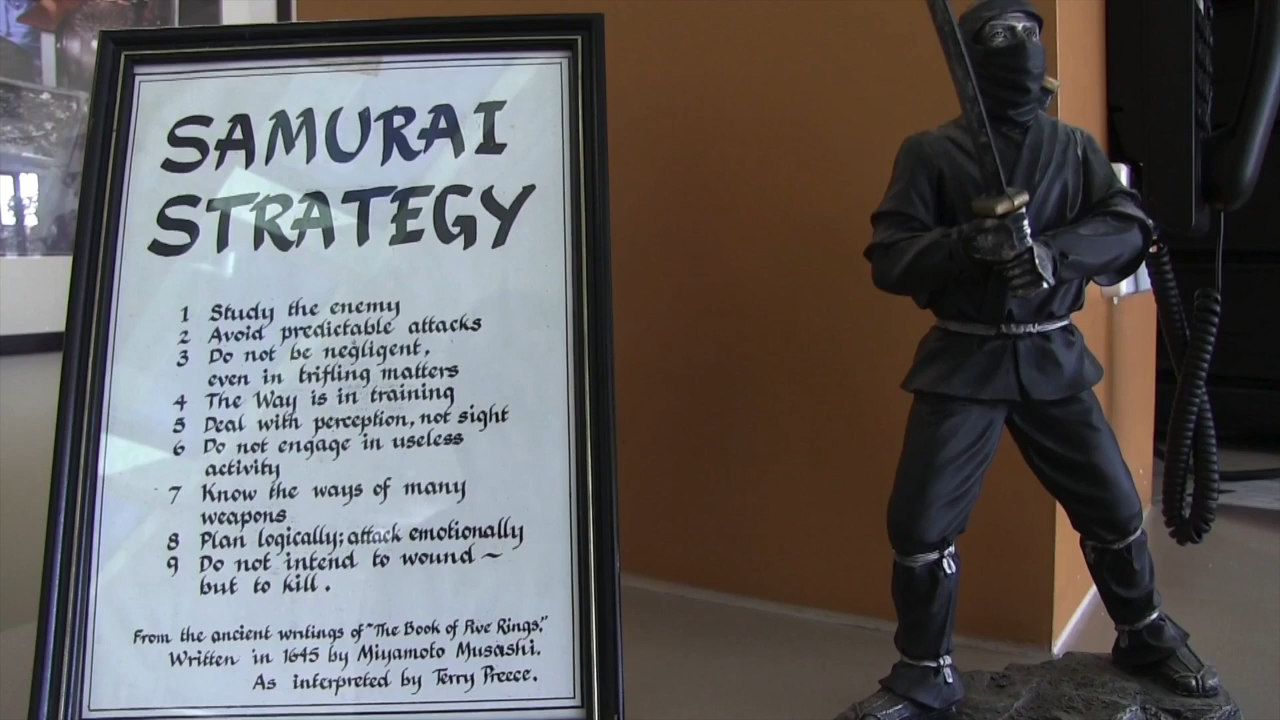 SAMURAI
STRATEGY
1 Study the enemy
2 Avoid predictable attacks
3 Do not be negligent,
even in trifling matters
4 The Way is in training
5 Deal with perception, not sight
6 Do not engage in useless
activity
7 Know the ways of many
weapons
8 Plan logically; attack emotionally
9 Do not intend to wound ~
but to kill.
From the ancient writings of "The Book of Five Rings."
Written in 1645 by Miyamoto Musashi.
As interpreted by Terry Preece.